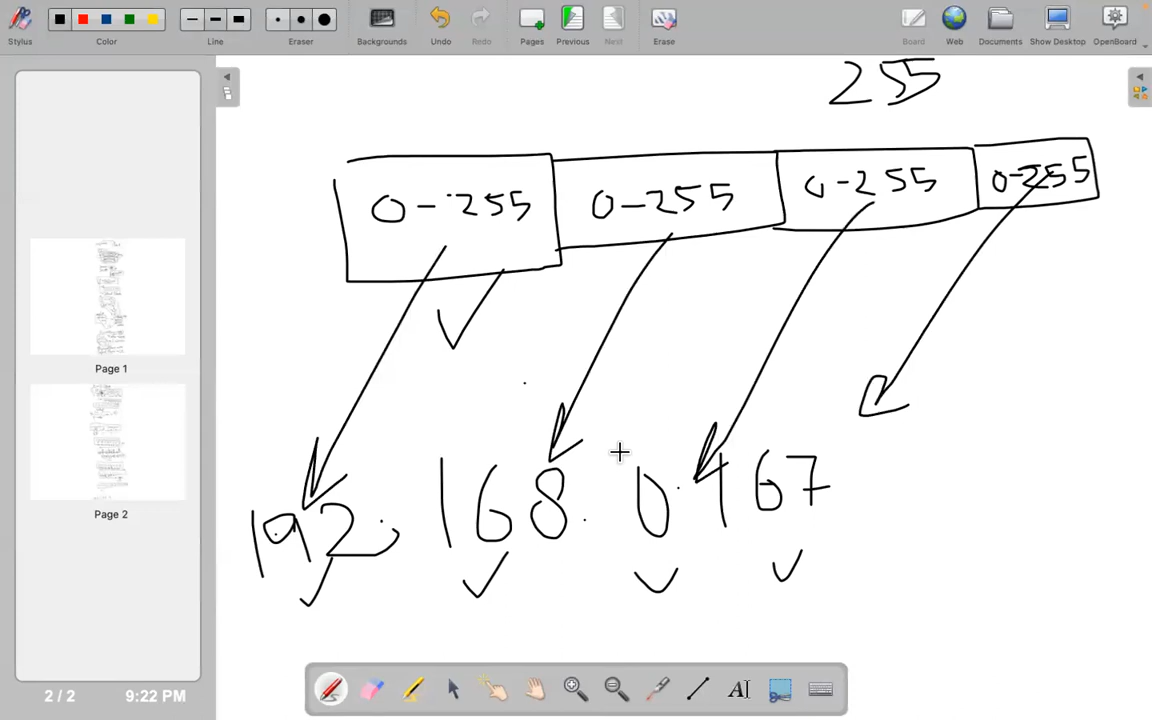 Stylus
Color
Line
Eraser
Backgrounds
Undo
Redo
Pages
Previous
Next
Erase
Board
Web
Documents
Show Desktop
OpenBoard
255
0-255 0-255 0-255 0-255
192. 168. 0. 167
Page 1
Page 2
2 / 2 9:22 PM